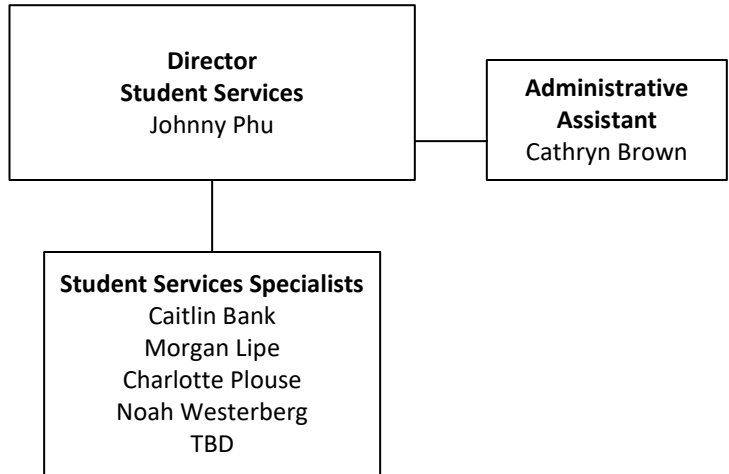 Director
Student Services
Johnny Phu
Administrative
Assistant
Cathryn Brown
Student Services Specialists
Caitlin Bank
Morgan Lipe
Charlotte Plouse
Noah Westerberg
TBD